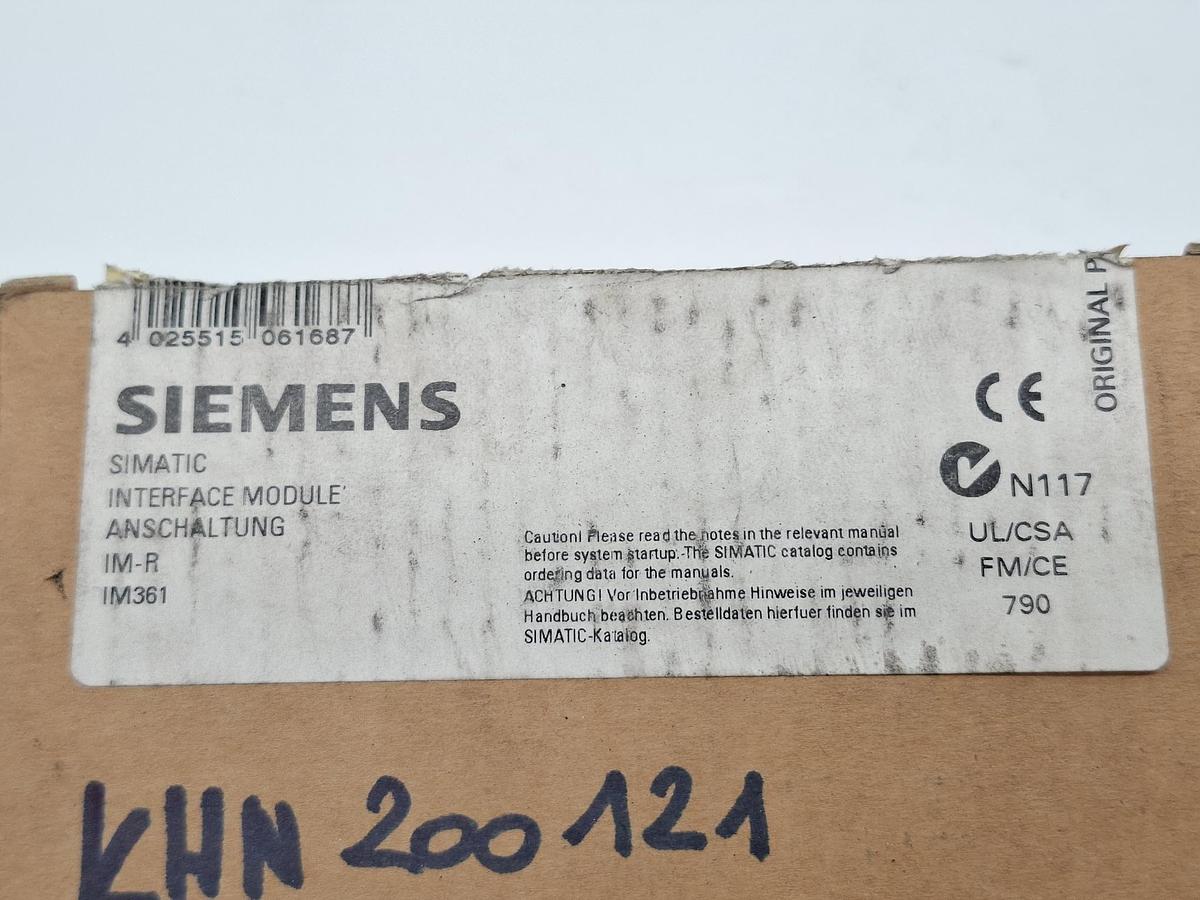 4 025515 061687
SIEMENS
SIMATIC
INTERFACE MODULE
ANSCHALTUNG
IM-R
IM361
Caution! Please read the notes in the relevant manual
before system startup.-The SIMATIC catalog contains
ordering data for the manuals.
ACHTUNG! Vor Inbetriebnahme Hinweise im jeweiligen
Handbuch beachten. Bestelldaten hierfuer finden sie im
SIMATIC-Katalog.
ORIGINAL P
CE
N117
UL/CSA
FM/CE
790
KHN 200 121